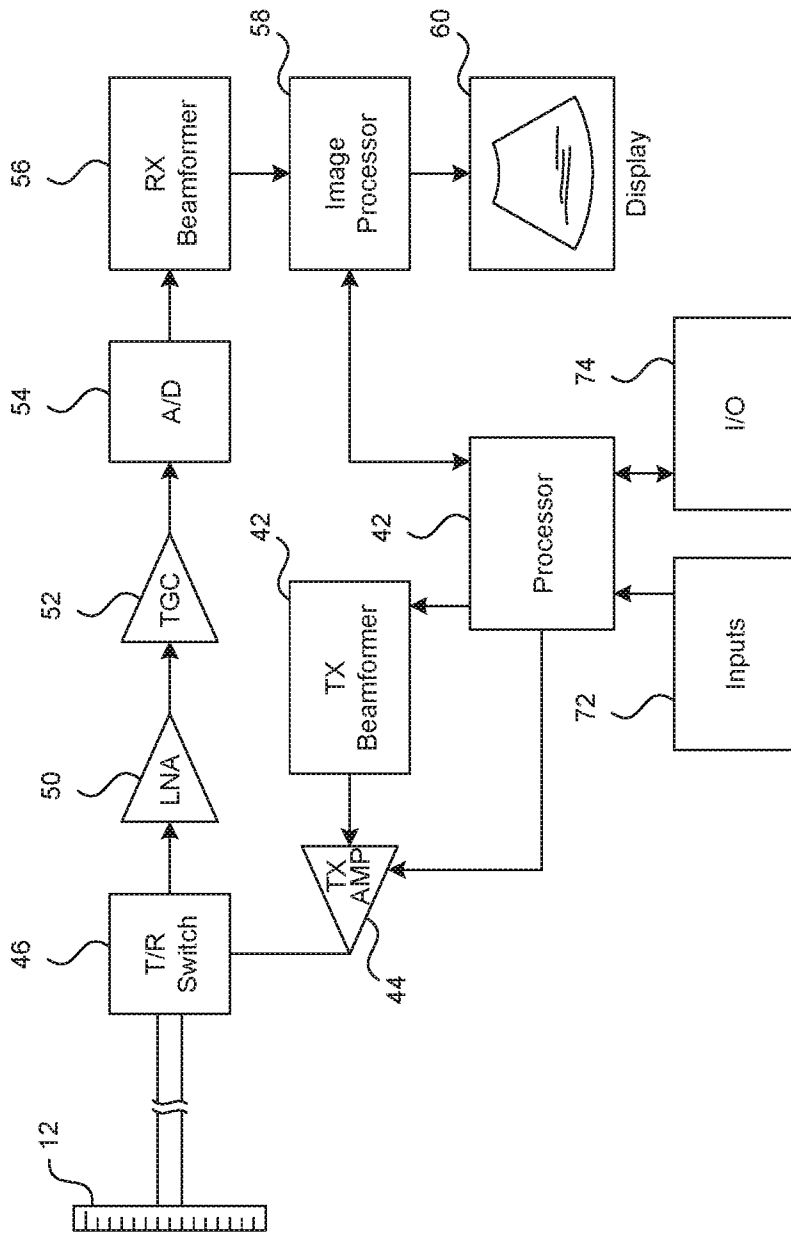 12
46
T/R
Switch
50
LNA
52
TGC
54
A/D
56
RX
Beamformer
44
TX
AMP
42
TX
Beamformer
58
Image
Processor
42
Processor
60
Display
72
Inputs
74
I/O